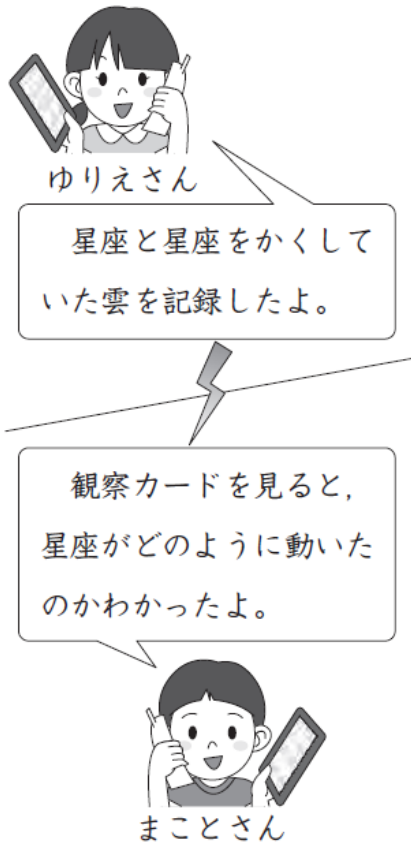 ゆりえさん
星座と星座をかくして
いた雲を記録したよ。
観察カードを見ると,
星座がどのように動いた
のかわかったよ。
まことさん